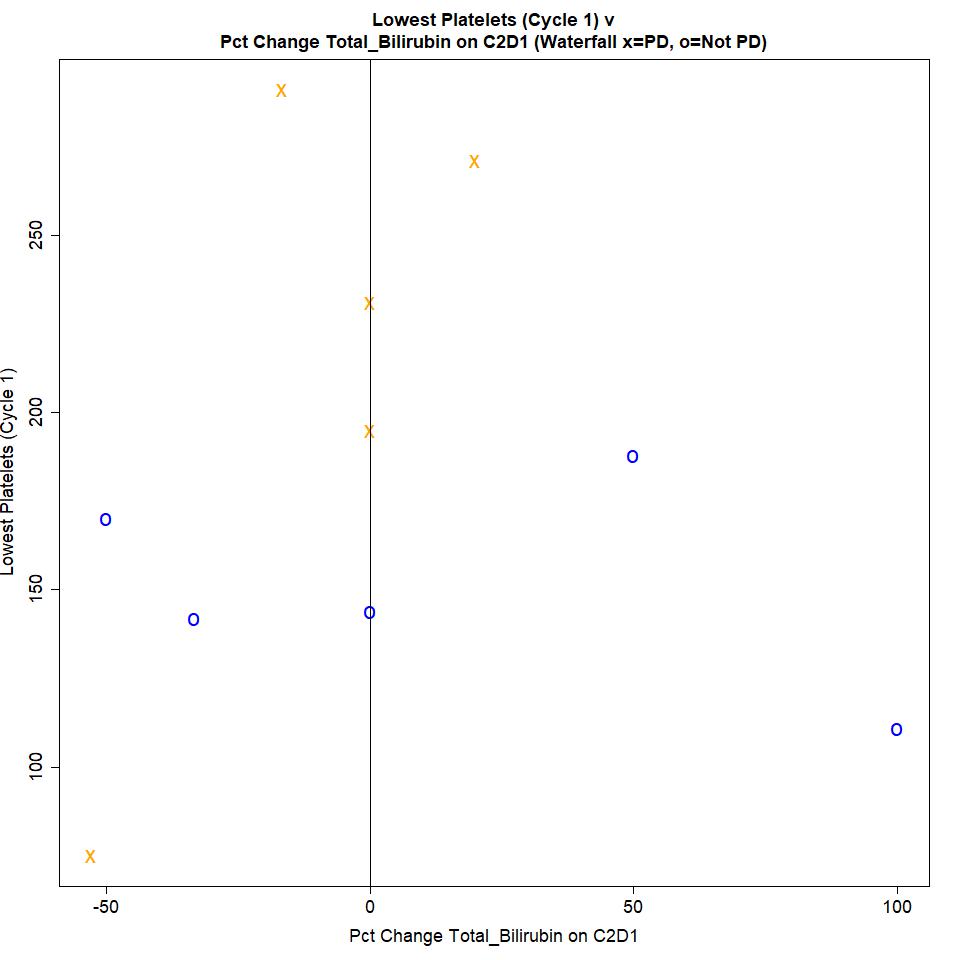 Lowest Platelets (Cycle 1) v
Pct Change Total_Bilirubin on C2D1 (Waterfall x=PD, o=Not PD)
Lowest Platelets (Cycle 1)
250
200
150
100
X
X
X
X
O
O
O
O
O
X
-50
0
50
100
Pct Change Total_Bilirubin on C2D1